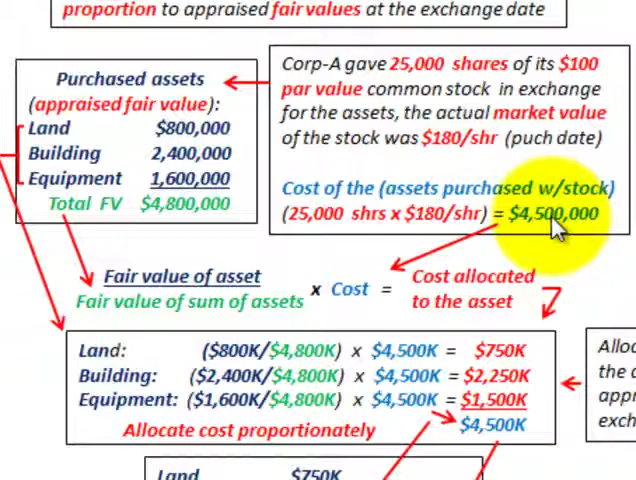 proportion to appraised fair values at the exchange date
Purchased assets
(appraised fair value):
Land $800,000
Building 2,400,000
Equipment 1,600,000
Total FV $4,800,000
Corp-A gave 25,000 shares of its $100
par value common stock in exchange
for the assets, the actual market value
of the stock was $180/shr (puch date)
Cost of the (assets purchased w/stock)
(25,000 shrs x $180/shr) = $4,500,000
Fair value of asset
Fair value of sum of assets
x Cost =
Cost allocated
to the asset
Land: ($800K/$4,800K) x $4,500K = $750K
Building: ($2,400K/$4,800K) x $4,500K = $2,250K
Equipment: ($1,600K/$4,800K) x $4,500K = $1,500K
Allocate cost proportionately $4,500K
the
Land $750K